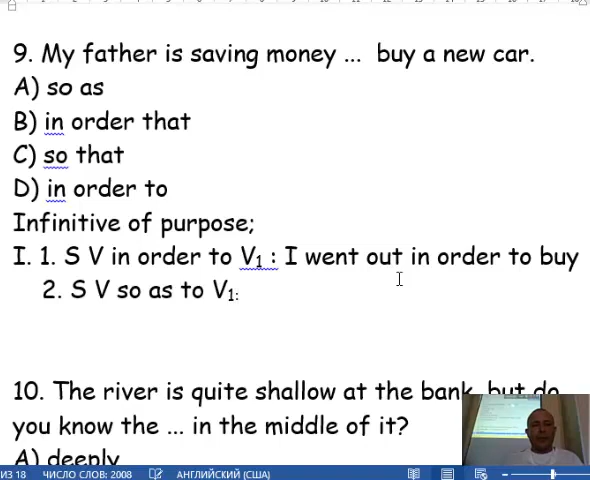 9. My father is saving money ... buy a new car.
A) so as
B) in order that
C) so that
D) in order to
Infinitive of purpose;
I. 1. S V in order to V1 : I went out in order to buy
2. S V so as to V1:
10. The river is quite shallow at the bank, but do
you know the ... in the middle of it?
A) deeply
ИЗ 18 ЧИСЛО СЛОВ: 2008 АНГЛИЙСКИЙ (США)